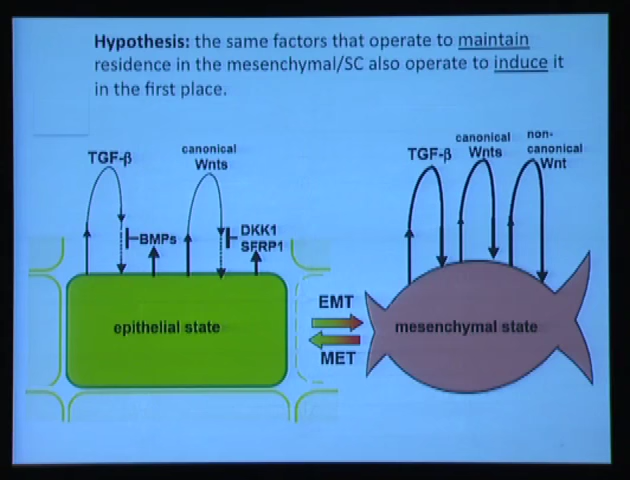 Hypothesis: the same factors that operate to maintain
residence in the mesenchymal/SC also operate to induce it
in the first place.
TGF-β
canonical
Wnts
BMPs
DKK1
SFRP1
epithelial state
EMT
MET
TGF-β
canonical
Wnts
non-
canonical
Wnt
mesenchymal state